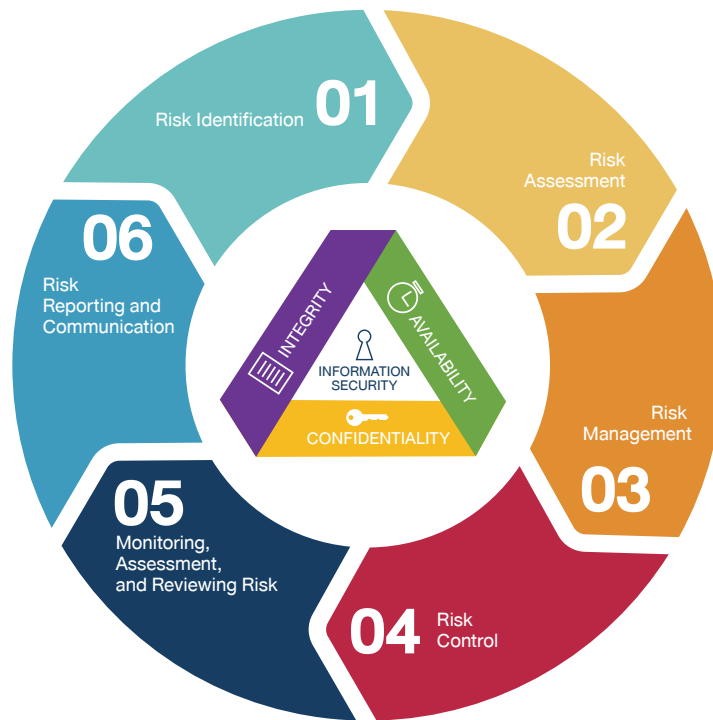 01
Risk Identification
Risk
Assessment
02
Risk
Management
03
04
Risk
Control
05
Monitoring,
Assessment,
and Reviewing Risk
06
Risk
Reporting and
Communication
INTEGRITY
AVAILABILITY
INFORMATION
SECURITY
CONFIDENTIALITY